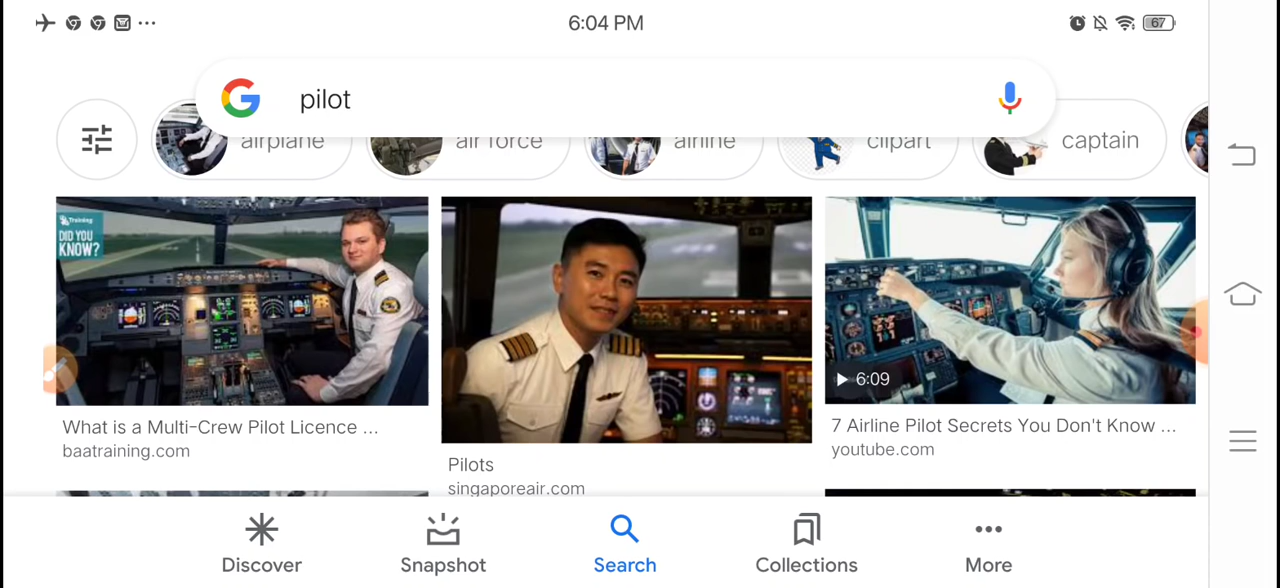 6:04 PM
67
pilot
airplane
air force
airline
clipart
captain
Training
DID YOU
KNOW?
6:09
What is a Multi-Crew Pilot Licence ...
baatraining.com
Pilots
singaporeair.com
7 Airline Pilot Secrets You Don't Know ...
youtube.com
Discover
Snapshot
Search
Collections
More